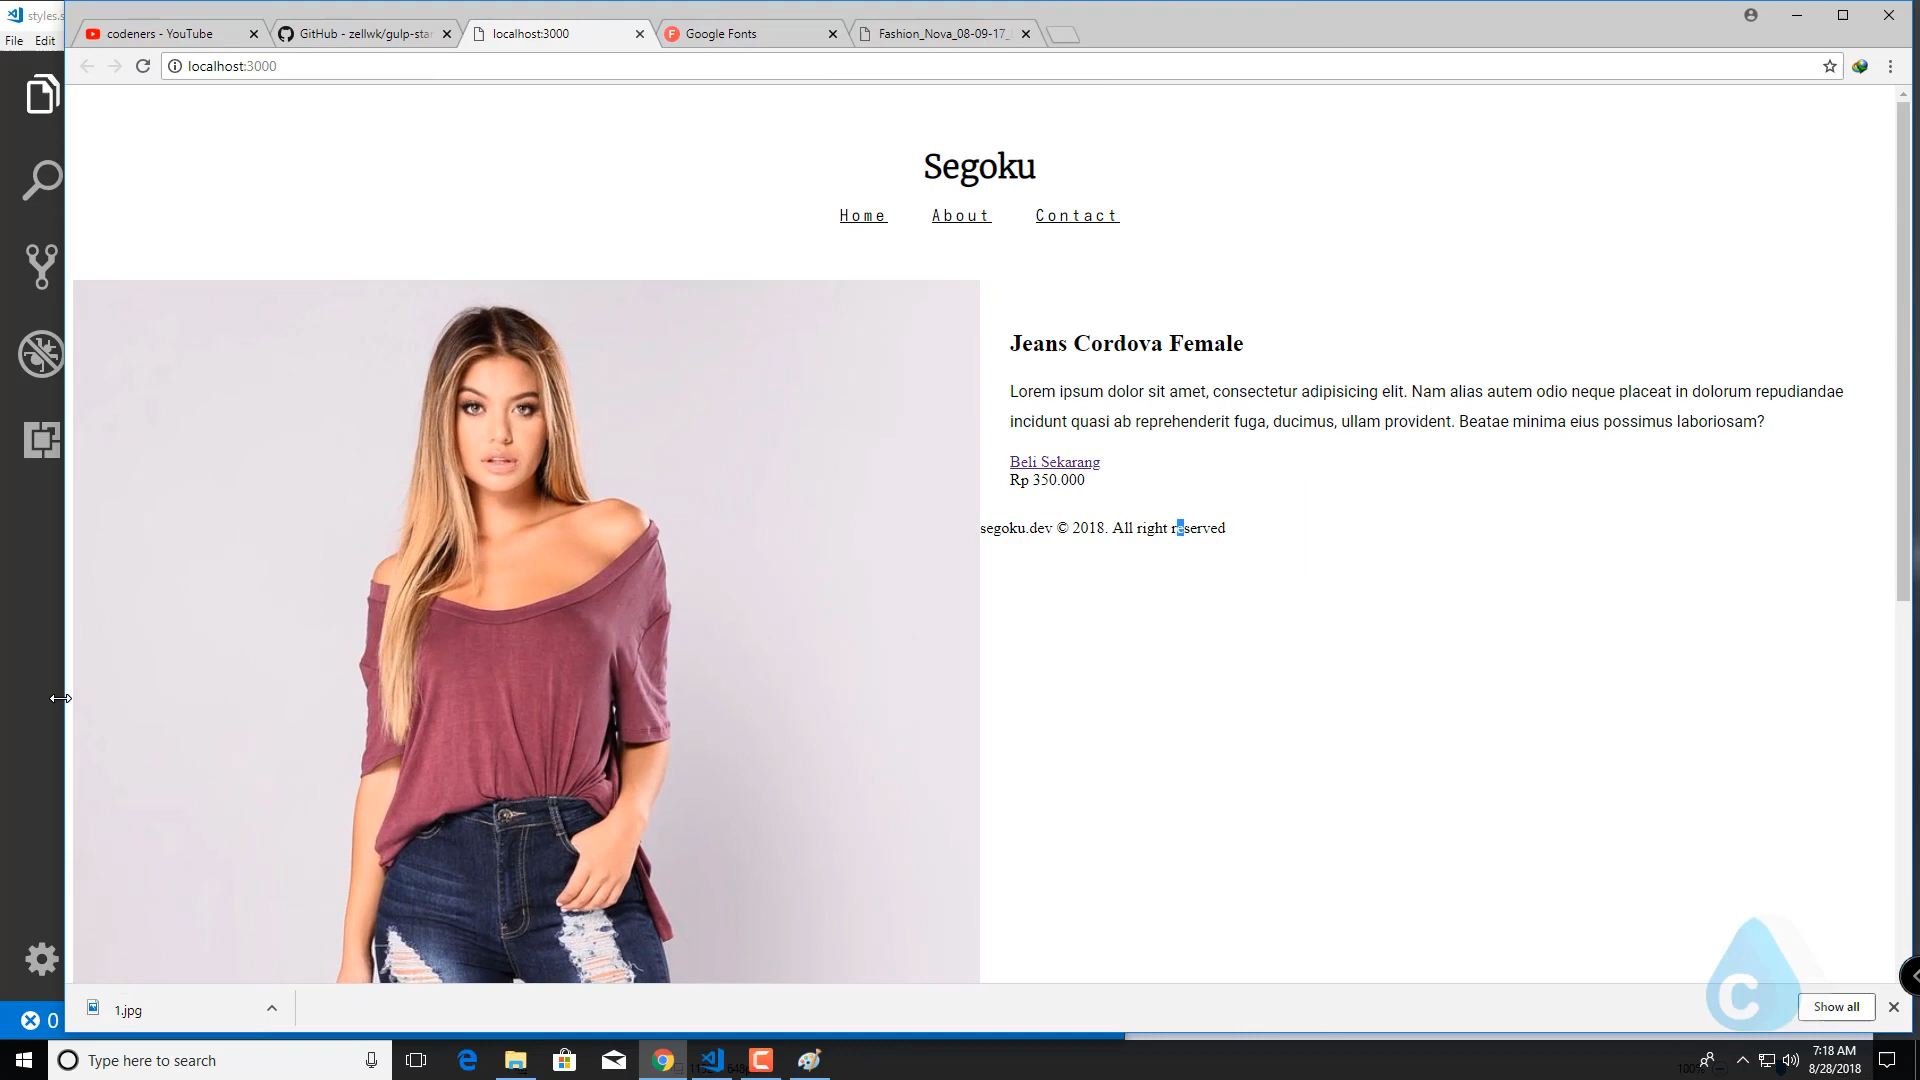 styles.s
File Edit
codeners - YouTube
GitHub - zellwk/gulp-sta
localhost:3000
Google Fonts
Fashion_Nova_08-09-17_
localhost:3000
Segoku
Home About Contact
Jeans Cordova Female
Lorem ipsum dolor sit amet, consectetur adipisicing elit. Nam alias autem odio neque placeat in dolorum repudiandae
incidunt quasi ab reprehenderit fuga, ducimus, ullam provident. Beatae minima eius possimus laboriosam?
Beli Sekarang
Rp 350.000
segoku.dev © 2018. All right reserved
C
1.jpg
Show all
0
Type here to search
100%
7:18 AM
8/28/2018